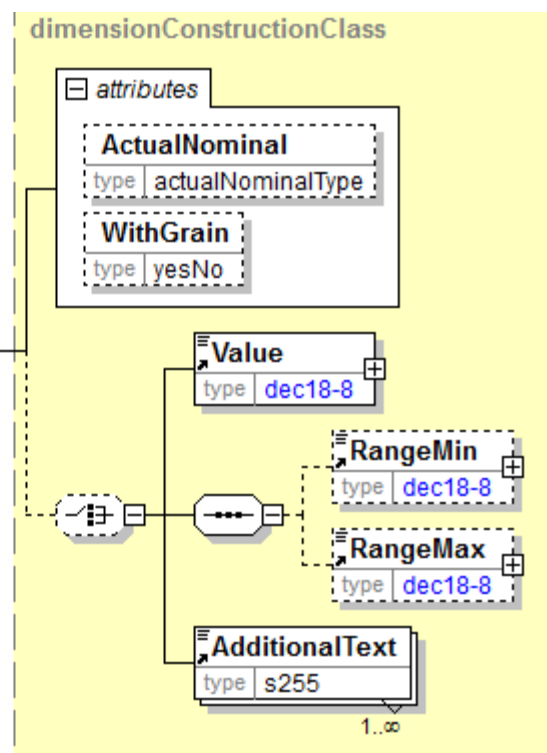 dimensionConstructionClass
attributes
ActualNominal
type actualNominalType
WithGrain
type yesNo
Value
type dec18-8
RangeMin
type dec18-8
RangeMax
type dec18-8
AdditionalText
type s255
1..∞